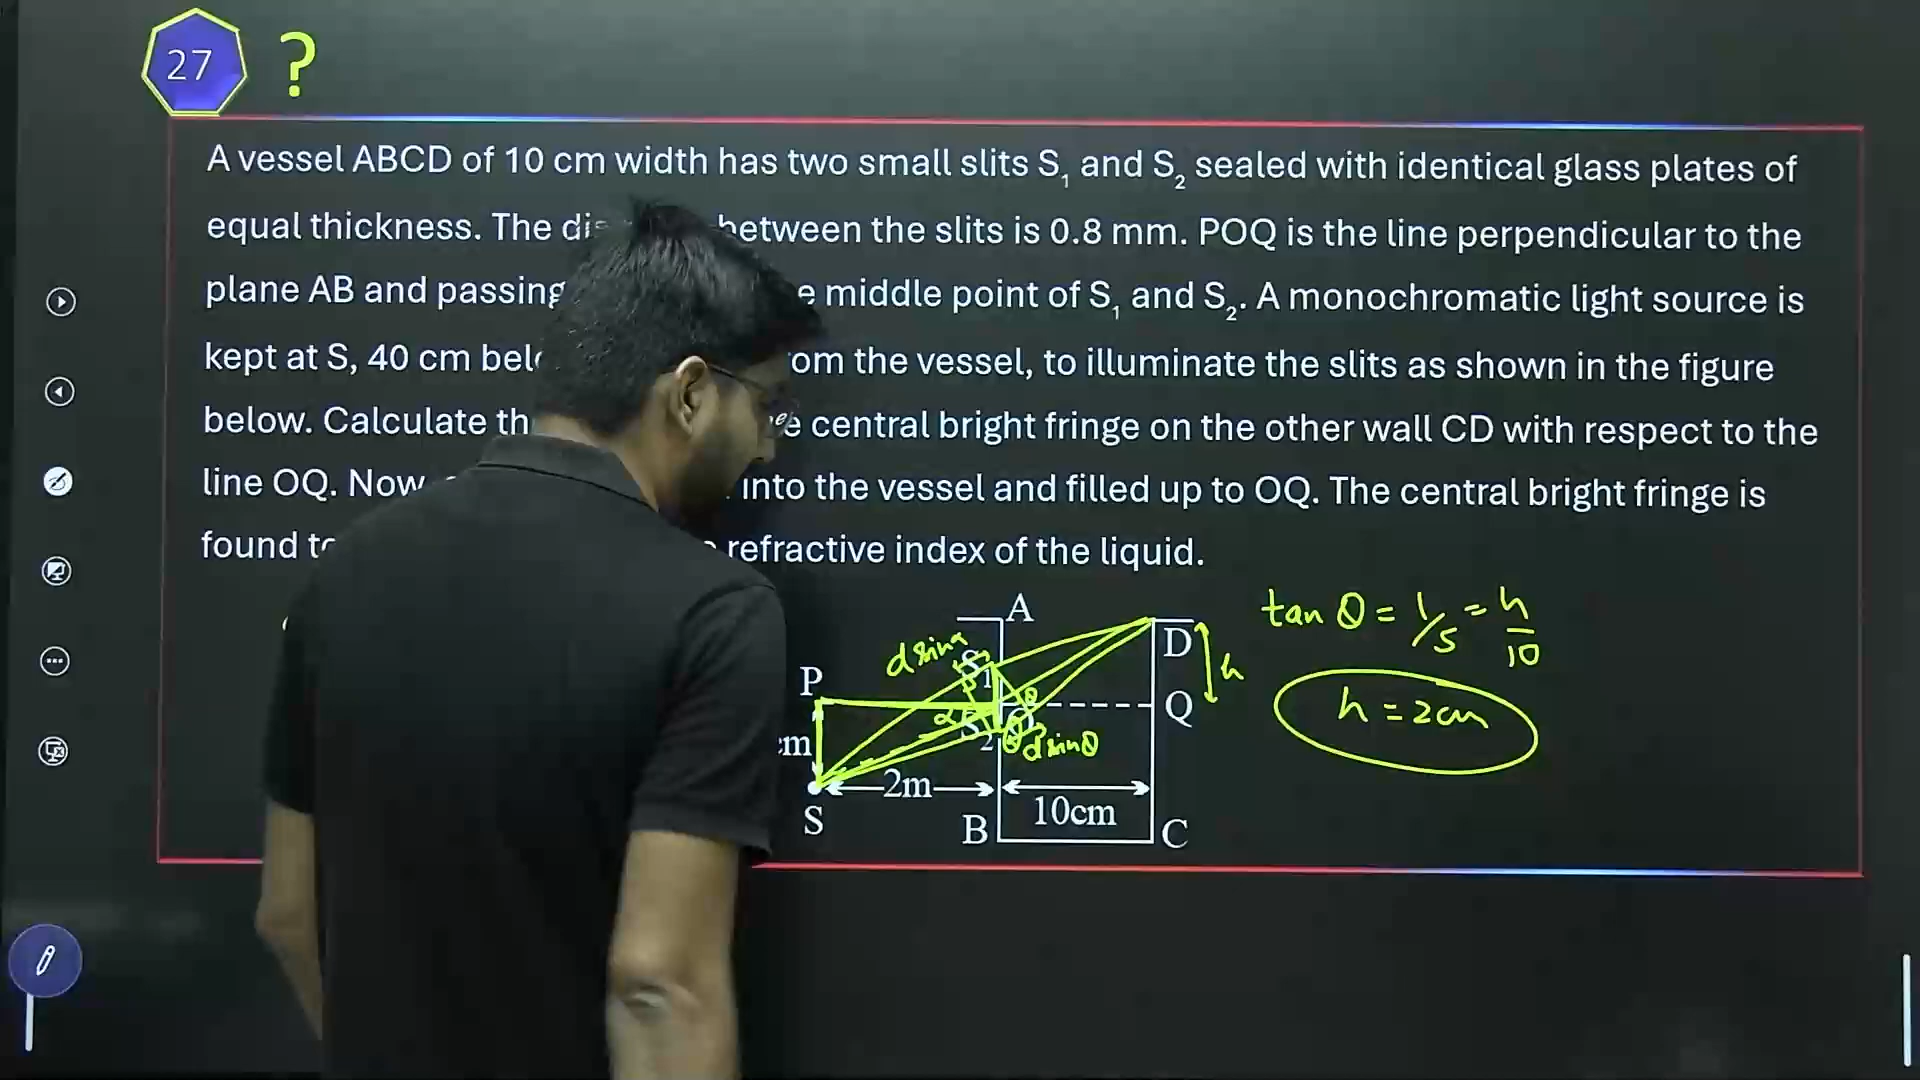 27 ?
A vessel ABCD of 10 cm width has two small slits S₁ and S₂ sealed with identical glass plates of
equal thickness. The between the slits is 0.8 mm. POQ is the line perpendicular to the
plane AB and passing middle point of S₁ and S₂. A monochromatic light source is
kept at S, 40 cm from the vessel, to illuminate the slits as shown in the figure
below. Calculate central bright fringe on the other wall CD with respect to the
line OQ. Now into the vessel and filled up to OQ. The central bright fringe is
found refractive index of the liquid.
A
D
d sin α
S₁
h
P
Q
α
S₂
O
θ
θ
d sin θ
2m
10cm
S
B
C
tan θ = 1/5 = h/10
h = 2cm